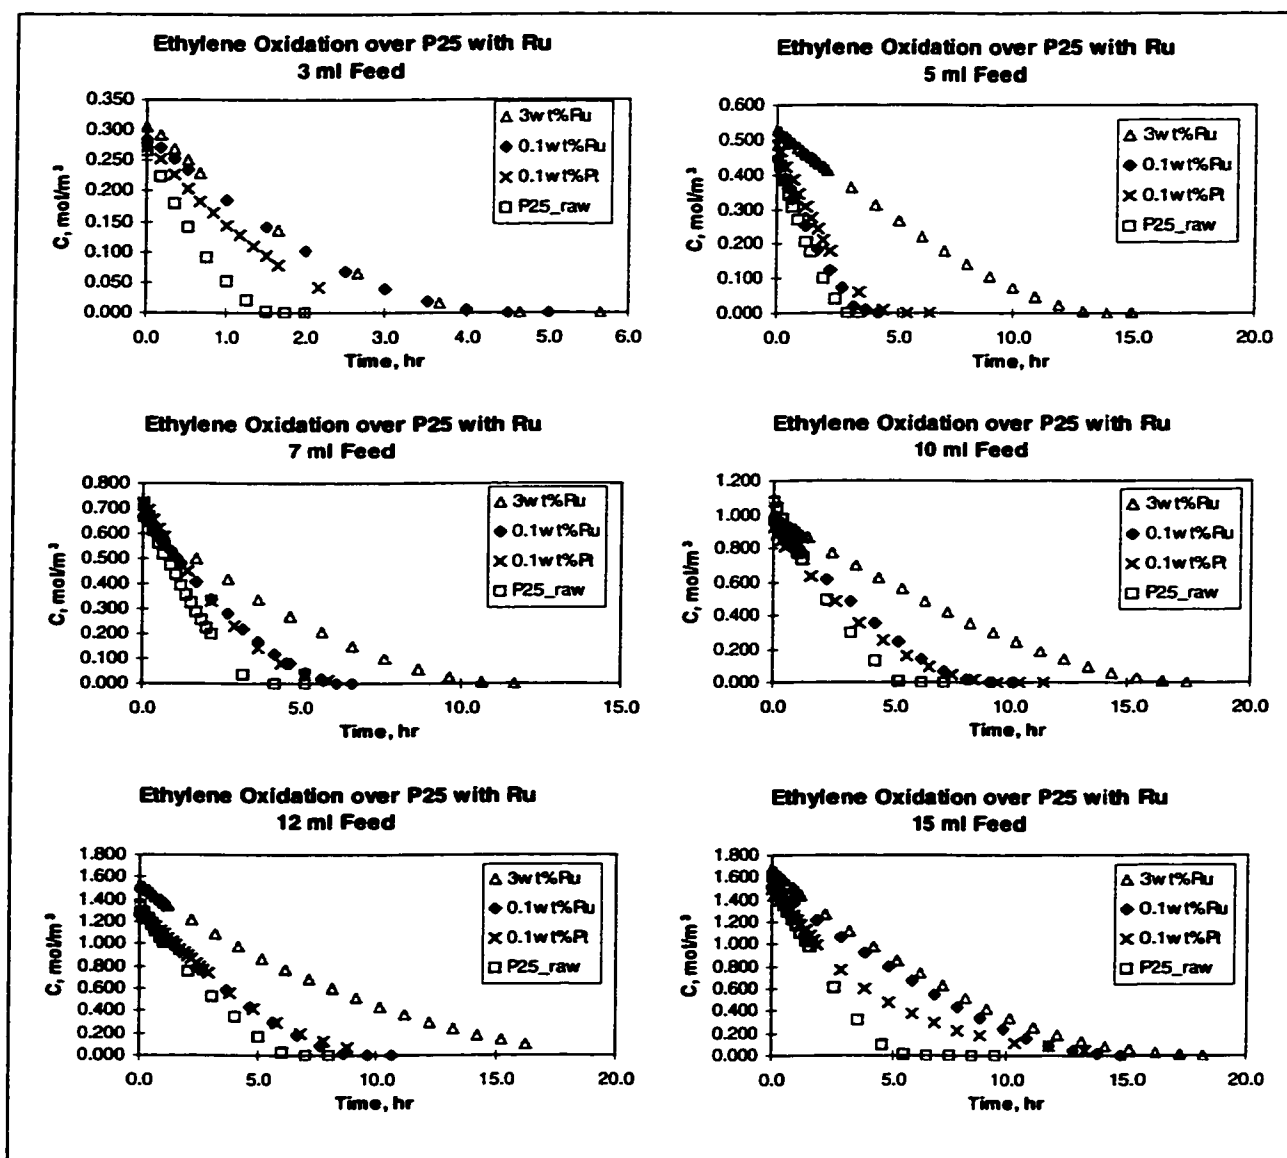 Ethylene Oxidation over P25 with Ru
3 ml Feed
0.350
0.300
0.250
0.200
0.150
0.100
0.050
0.000
C, mol/m³
0.0 1.0 2.0 3.0 4.0 5.0 6.0
Time, hr
3wt%Ru
0.1wt%Ru
0.1wt%Pt
P25_raw
Ethylene Oxidation over P25 with Ru
5 ml Feed
0.600
0.500
0.400
0.300
0.200
0.100
0.000
C, mol/m³
0.0 5.0 10.0 15.0 20.0
Time, hr
3wt%Ru
0.1wt%Ru
0.1wt%Pt
P25_raw
Ethylene Oxidation over P25 with Ru
7 ml Feed
0.800
0.700
0.600
0.500
0.400
0.300
0.200
0.100
0.000
C, mol/m³
0.0 5.0 10.0 15.0
Time, hr
3wt%Ru
0.1wt%Ru
0.1wt%Pt
P25_raw
Ethylene Oxidation over P25 with Ru
10 ml Feed
1.200
1.000
0.800
0.600
0.400
0.200
0.000
C, mol/m³
0.0 5.0 10.0 15.0 20.0
Time, hr
3wt%Ru
0.1wt%Ru
0.1wt%Pt
P25_raw
Ethylene Oxidation over P25 with Ru
12 ml Feed
1.800
1.600
1.400
1.200
1.000
0.800
0.600
0.400
0.200
0.000
C, mol/m³
0.0 5.0 10.0 15.0 20.0
Time, hr
3wt%Ru
0.1wt%Ru
0.1wt%Pt
P25_raw
Ethylene Oxidation over P25 with Ru
15 ml Feed
1.800
1.600
1.400
1.200
1.000
0.800
0.600
0.400
0.200
0.000
C, mol/m³
0.0 5.0 10.0 15.0 20.0
Time, hr
3wt%Ru
0.1wt%Ru
0.1wt%Pt
P25_raw